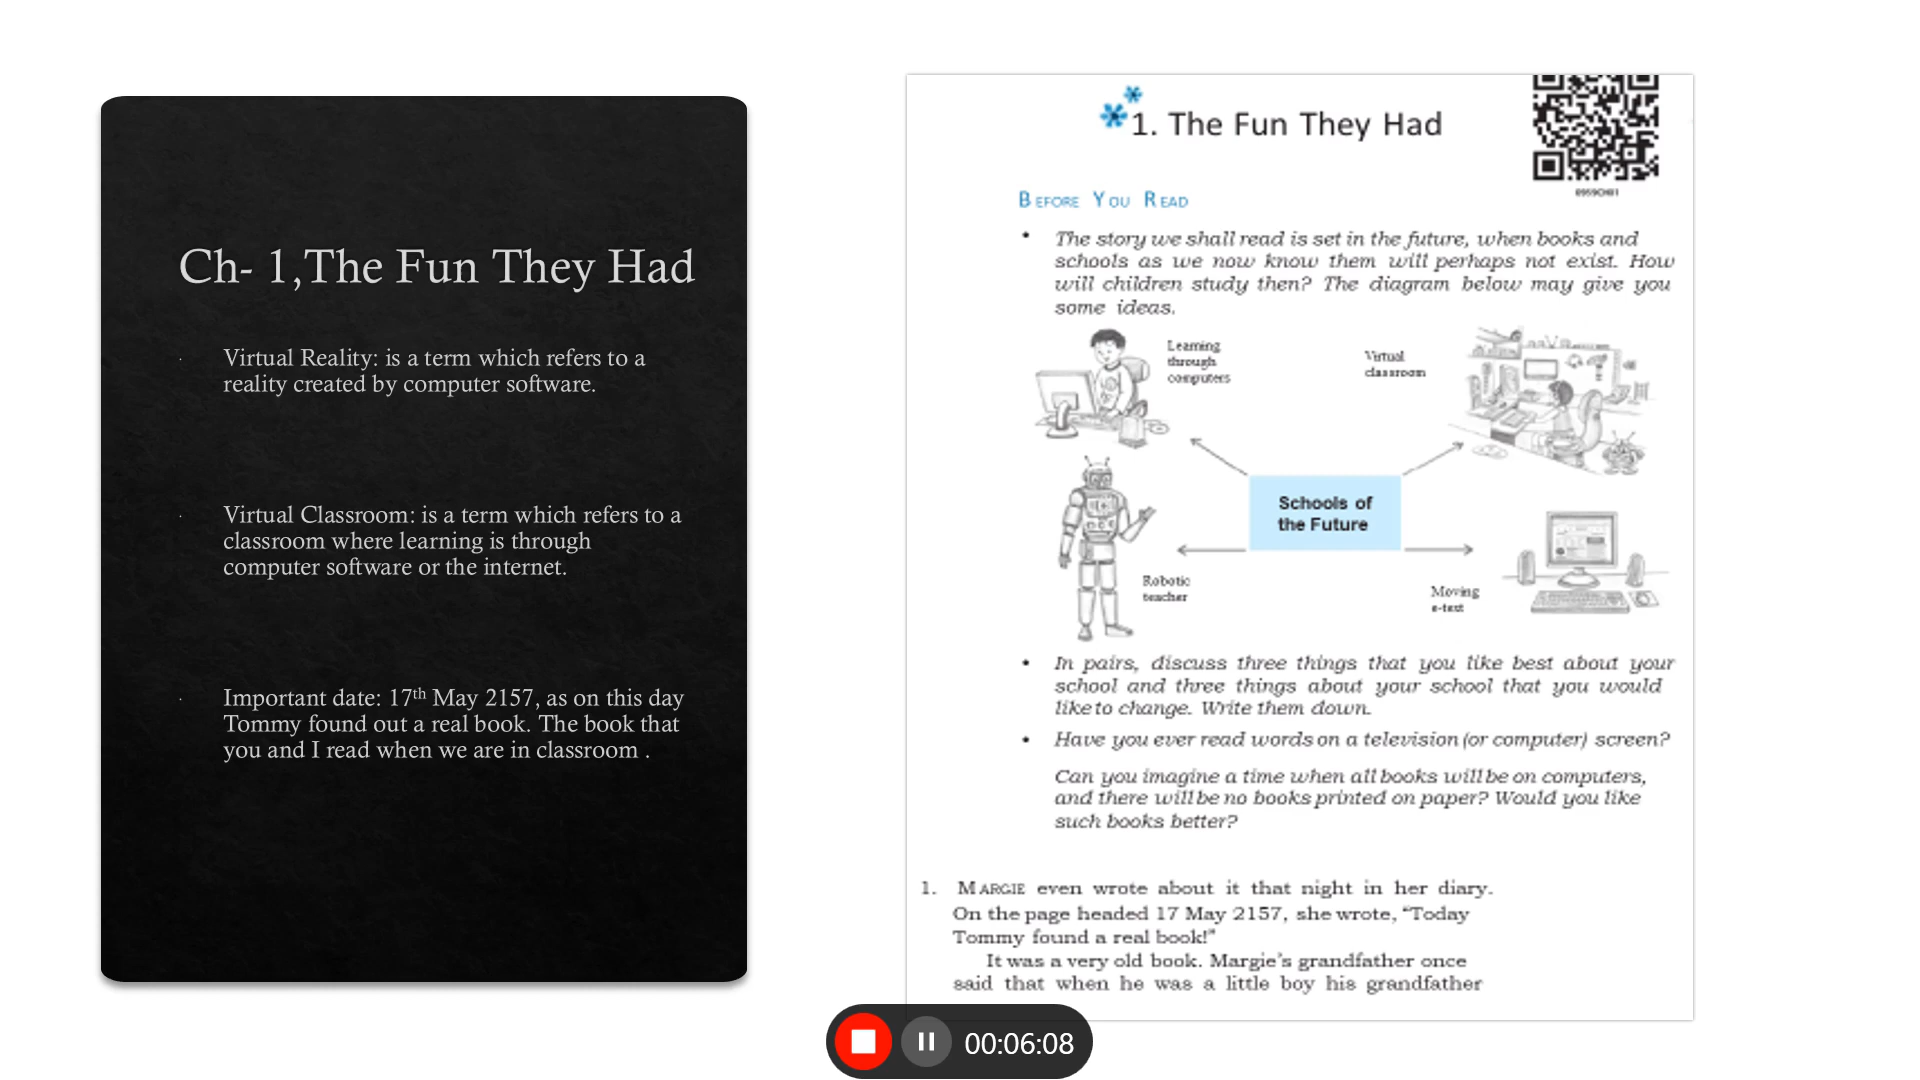 Ch- 1,The Fun They Had
Virtual Reality: is a term which refers to a
reality created by computer software.
Virtual Classroom: is a term which refers to a
classroom where learning is through
computer software or the internet.
Important date: 17th May 2157, as on this day
Tommy found out a real book. The book that
you and I read when we are in classroom .
1. The Fun They Had
BEFORE YOU READ
• The story we shall read is set in the future, when books and
schools as we now know them will perhaps not exist. How
will children study then? The diagram below may give you
some ideas.
Learning
through
computers
Virtual
classroom
Schools of
the Future
Robotic
teacher
Moving
e-text
• In pairs, discuss three things that you like best about your
school and three things about your school that you would
like to change. Write them down.
• Have you ever read words on a television (or computer) screen?
Can you imagine a time when all books will be on computers,
and there will be no books printed on paper? Would you like
such books better?
1. MARGIE even wrote about it that night in her diary.
On the page headed 17 May 2157, she wrote, “Today
Tommy found a real book!”
It was a very old book. Margie’s grandfather once
said that when he was a little boy his grandfather
00:06:08